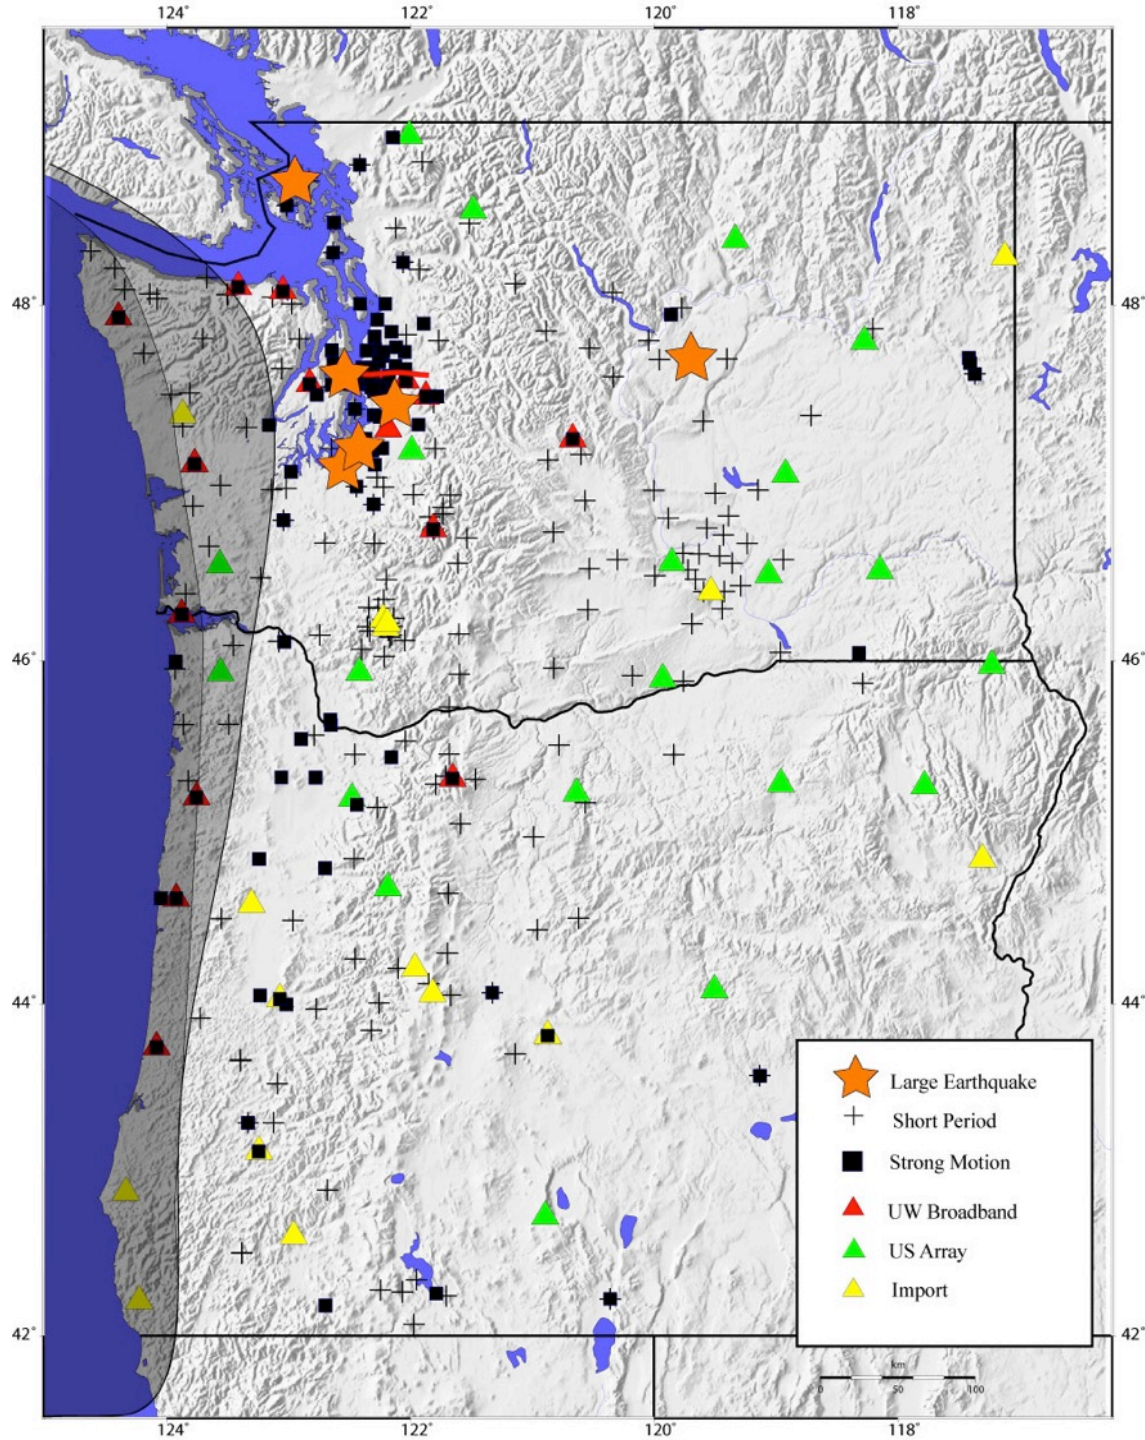 124˚ 122˚ 120˚ 118˚
48˚ 48˚
46˚ 46˚
44˚ 44˚
Large Earthquake
Short Period
Strong Motion
UW Broadband
US Array
Import
42˚ 42˚
km
0 50 100
124˚ 122˚ 120˚ 118˚